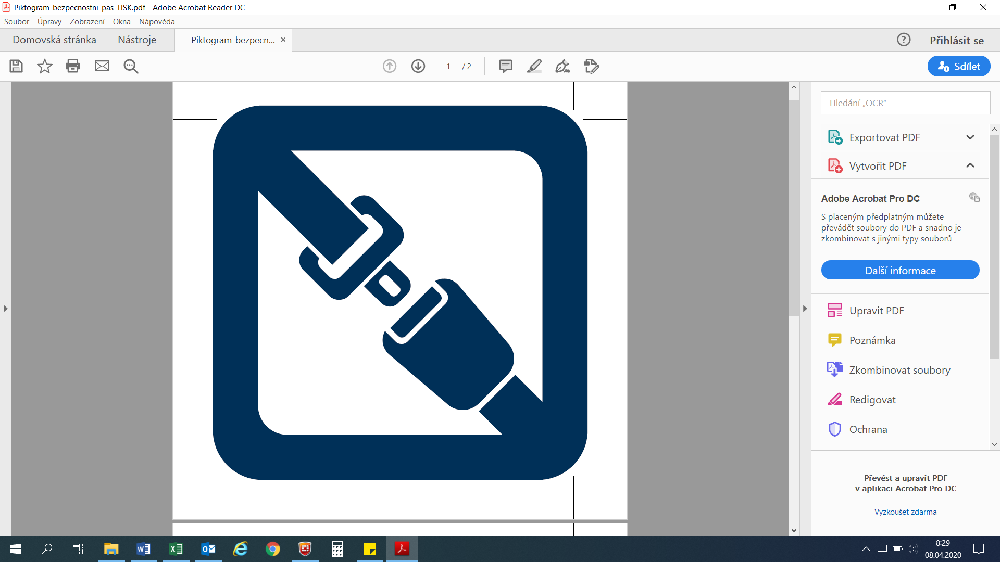 Piktogram_bezpecnostni_pas_TISK.pdf - Adobe Acrobat Reader DC
Soubor Úpravy Zobrazení Okna Nápověda
Domovská stránka Nástroje Piktogram_bezpecn... ×
? Přihlásit se
1 / 2
Sdílet
Hledání „OCR“
Exportovat PDF
Vytvořit PDF
Adobe Acrobat Pro DC
S placeným předplatným můžete
převádět soubory do PDF a snadno je
zkombinovat s jinými typy souborů
Další informace
Upravit PDF
Poznámka
Zkombinovat soubory
Redigovat
Ochrana
Převést a upravit PDF
v aplikaci Acrobat Pro DC
Vyzkoušet zdarma
8:29
08.04.2020